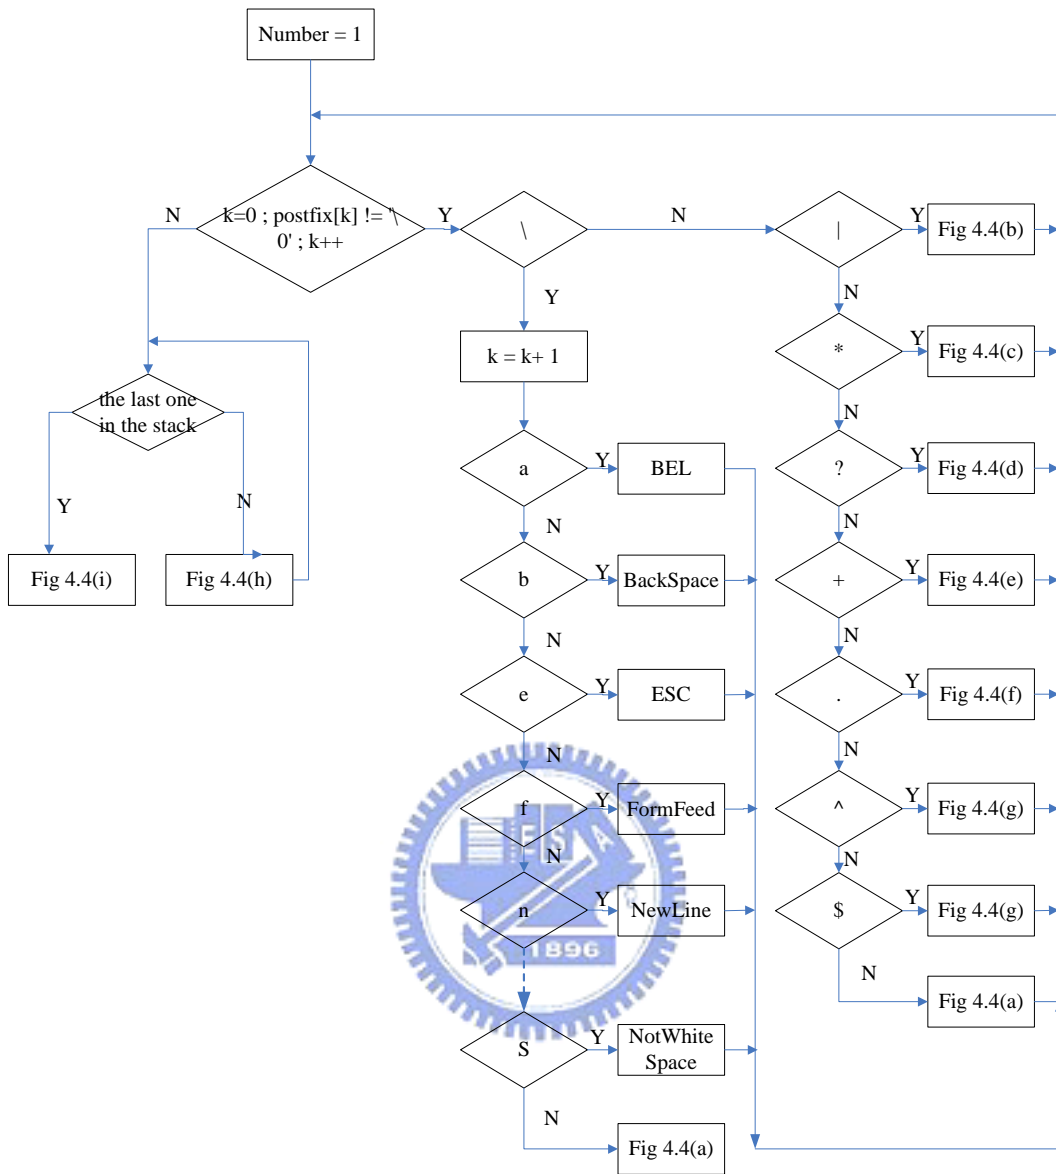 Number = 1
N
k=0 ; postfix[k] != '\
0' ; k++
Y
\
N
|
Y
Fig 4.4(b)
Y
N
k = k+ 1
*
Y
Fig 4.4(c)
the last one
in the stack
N
a
Y
BEL
?
Y
Fig 4.4(d)
Y
N
N
N
Fig 4.4(i)
Fig 4.4(h)
b
Y
BackSpace
+
Y
Fig 4.4(e)
N
N
e
Y
ESC
.
Y
Fig 4.4(f)
N
N
f
Y
FormFeed
^
Y
Fig 4.4(g)
E S A
N
N
n
Y
NewLine
$
Y
Fig 4.4(g)
1896
N
Fig 4.4(a)
S
Y
NotWhite
Space
N
Fig 4.4(a)